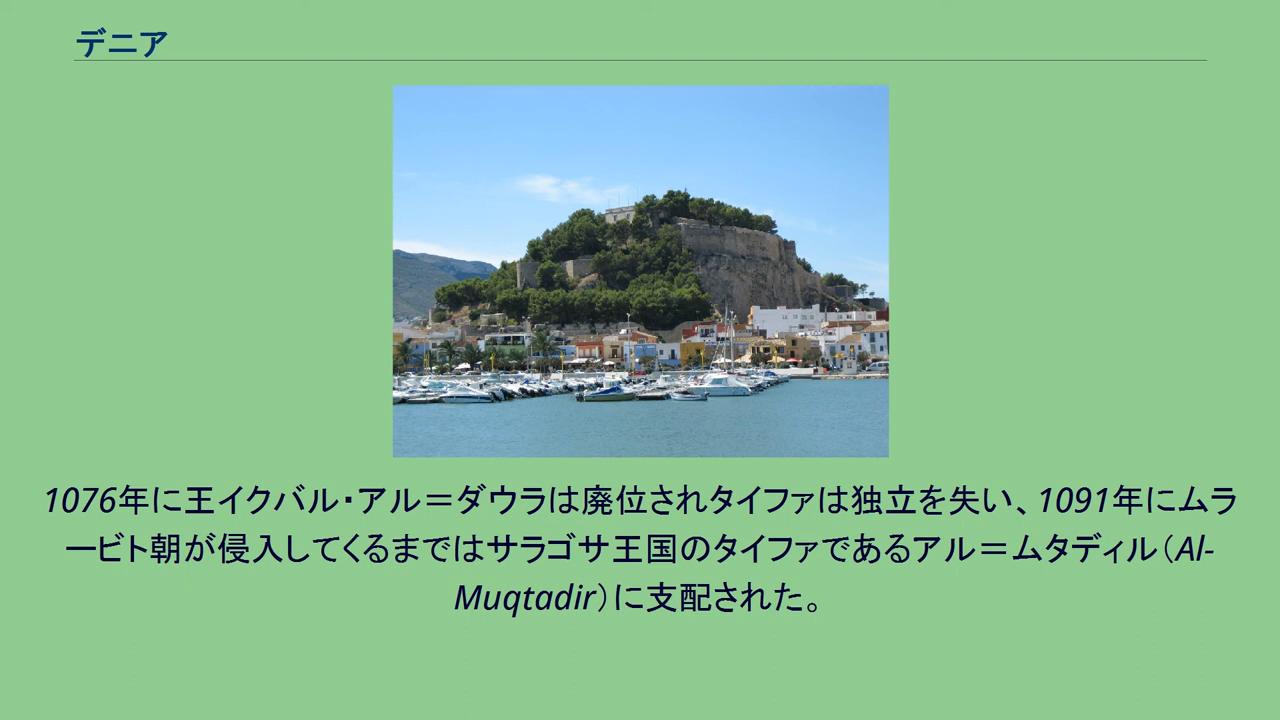 デニア
1076年に王イクバル・アル＝ダウラは廃位されタイファは独立を失い、1091年にムラ
ービト朝が侵入してくるまではサラゴサ王国のタイファであるアル＝ムタディル（Al-
Muqtadir）に支配された。